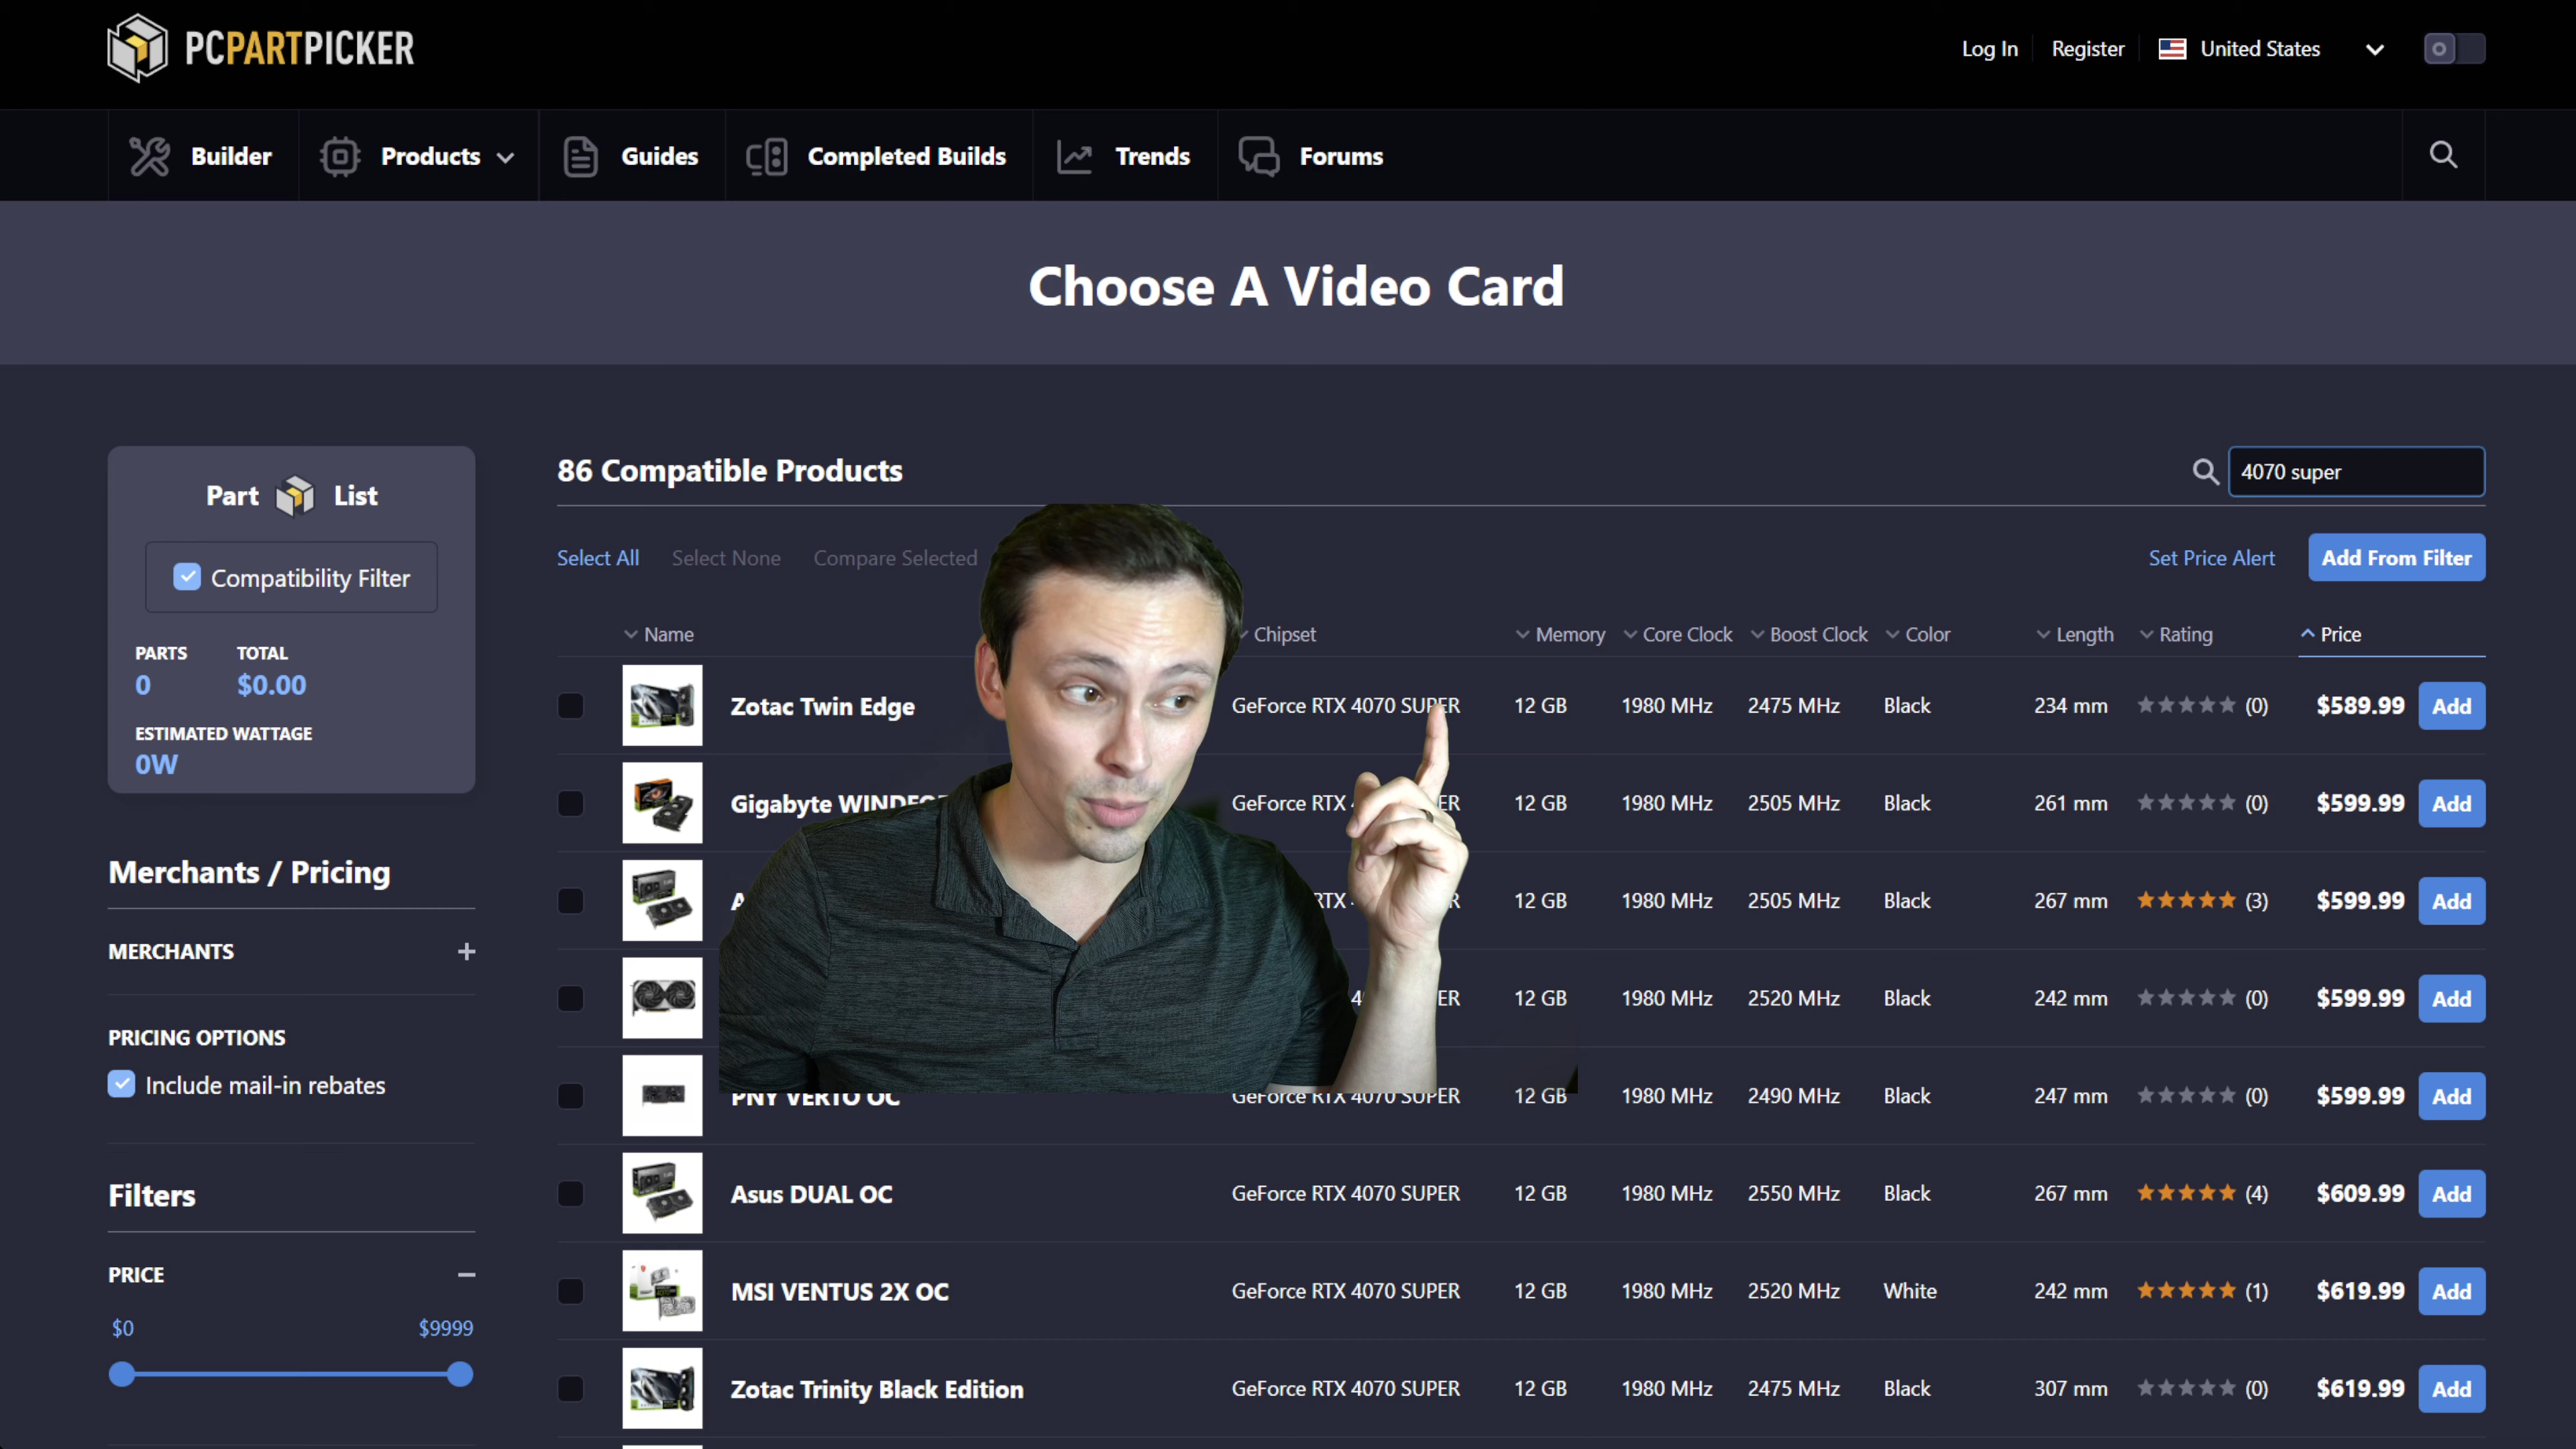 PCPARTPICKER
Log In Register United States
Builder Products Guides Completed Builds Trends Forums
Choose A Video Card
Part List
Compatibility Filter
PARTS TOTAL
0 $0.00
ESTIMATED WATTAGE
0W
Merchants / Pricing
MERCHANTS
PRICING OPTIONS
Include mail-in rebates
Filters
PRICE
$0 $9999
86 Compatible Products 4070 super
Select All Select None Compare Selected Set Price Alert Add From Filter
Name Chipset Memory Core Clock Boost Clock Color Length Rating Price
Zotac Twin Edge GeForce RTX 4070 SUPER 12 GB 1980 MHz 2475 MHz Black 234 mm (0) $589.99 Add
Gigabyte GeForce RTX 12 GB 1980 MHz 2505 MHz Black 261 mm (0) $599.99 Add
12 GB 1980 MHz 2505 MHz Black 267 mm (3) $599.99 Add
12 GB 1980 MHz 2520 MHz Black 242 mm (0) $599.99 Add
PNY VERTO OC GeForce RTX 4070 SUPER 12 GB 1980 MHz 2490 MHz Black 247 mm (0) $599.99 Add
Asus DUAL OC GeForce RTX 4070 SUPER 12 GB 1980 MHz 2550 MHz Black 267 mm (4) $609.99 Add
MSI VENTUS 2X OC GeForce RTX 4070 SUPER 12 GB 1980 MHz 2520 MHz White 242 mm (1) $619.99 Add
Zotac Trinity Black Edition GeForce RTX 4070 SUPER 12 GB 1980 MHz 2475 MHz Black 307 mm (0) $619.99 Add